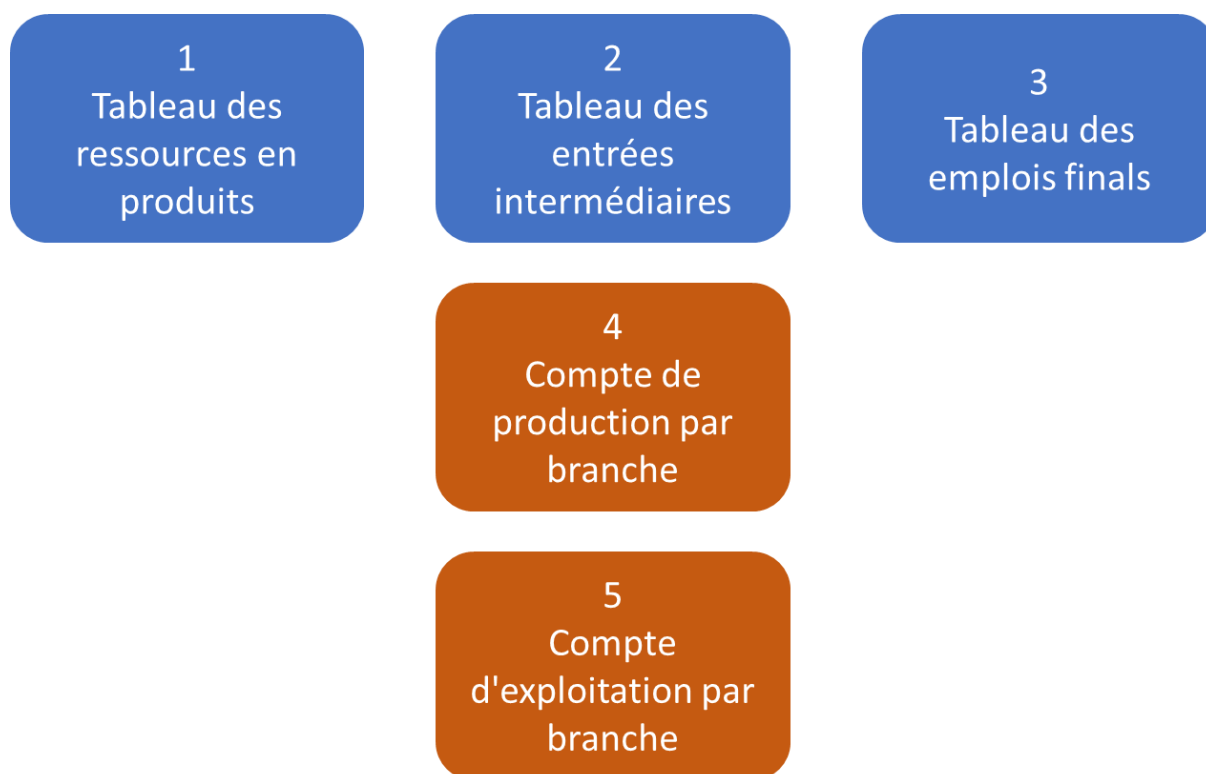 1
Tableau des
ressources en
produits
2
Tableau des
entrées
intermédiaires
3
Tableau des
emplois finals
4
Compte de
production par
branche
5
Compte
d'exploitation par
branche